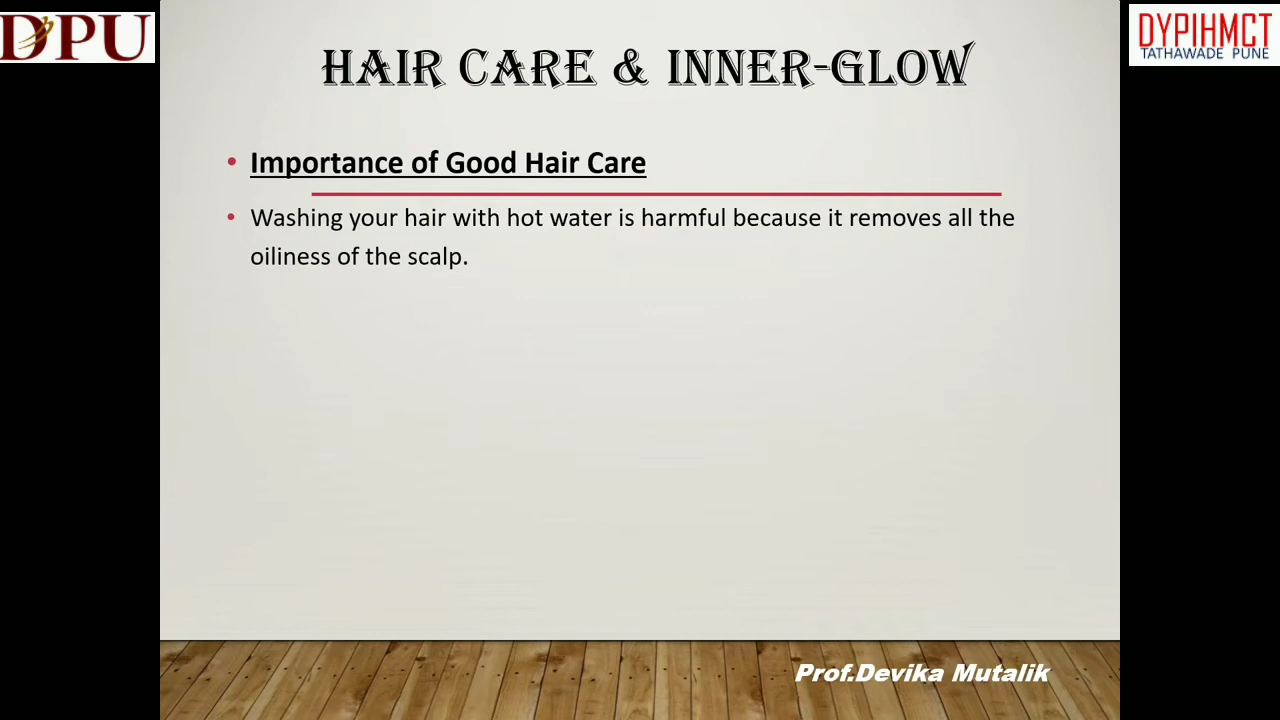 DPU
DYPIHMCT
TATHAWADE PUNE
HAIR CARE & INNER-GLOW
• Importance of Good Hair Care
• Washing your hair with hot water is harmful because it removes all the
oiliness of the scalp.
Prof.Devika Mutalik